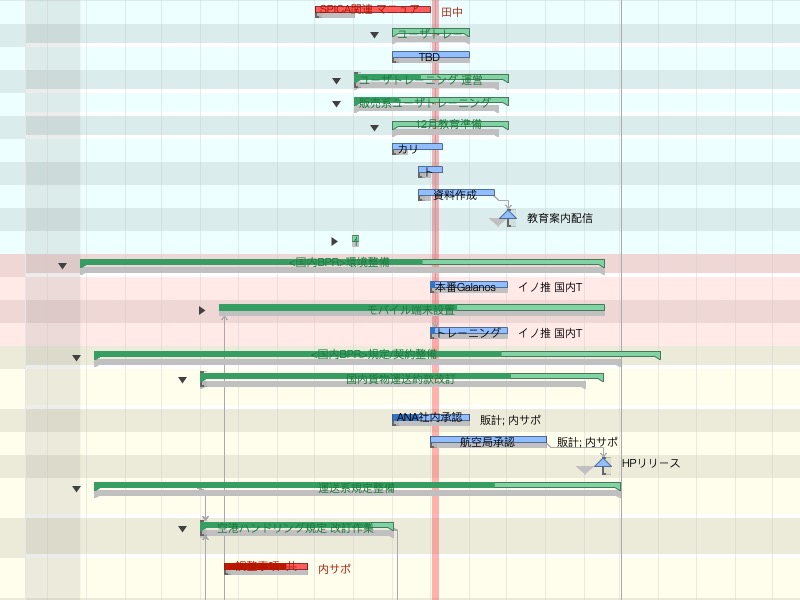 SPICA関連 マニュア 田中
ユーザトレー
TBD
ユーザトレーニング 運営
販売系ユーザトレーニング
12月教育準備
カリ
ト
資料作成
教育案内配信
<国内BPR>環境整備
本番Galanos イノ推 国内T
モバイル端末設置
トレーニング イノ推 国内T
<国内BPR>規定/契約整備
国内貨物運送約款改訂
ANA社内承認 販計; 内サポ
航空局承認 販計; 内サポ
HPリリース
運送系規定整備
空港ハンドリング規定 改訂作業
調整事項 共 内サポ